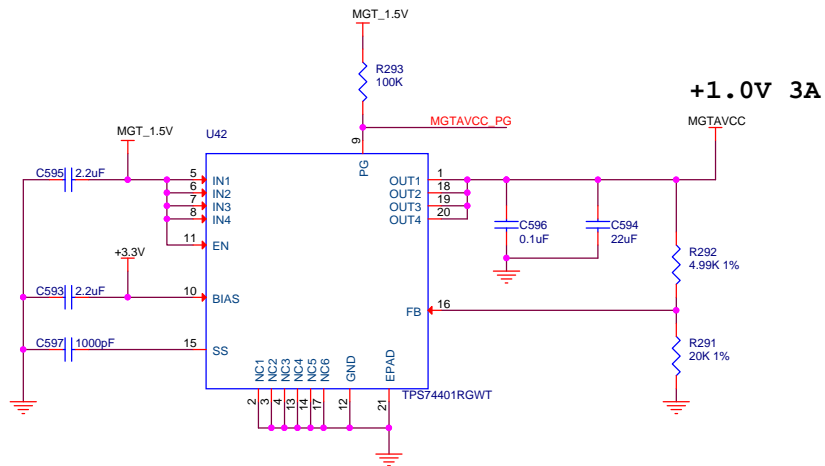 MGT_1.5V
R293
100K
+1.0V 3A
MGTAVCC_PG
MGTAVCC
MGT_1.5V
U42
9
PG
C595
2.2uF
5
IN1
6
IN2
7
IN3
8
IN4
11
EN
OUT1
1
OUT2
18
OUT3
19
OUT4
20
C596
0.1uF
C594
22uF
R292
4.99K 1%
+3.3V
C593
2.2uF
10
BIAS
FB
16
C597
1000pF
15
SS
R291
20K 1%
NC1
NC2
NC3
NC4
NC5
NC6
GND
EPAD
TPS74401RGWT
2
3
4
13
14
17
12
21